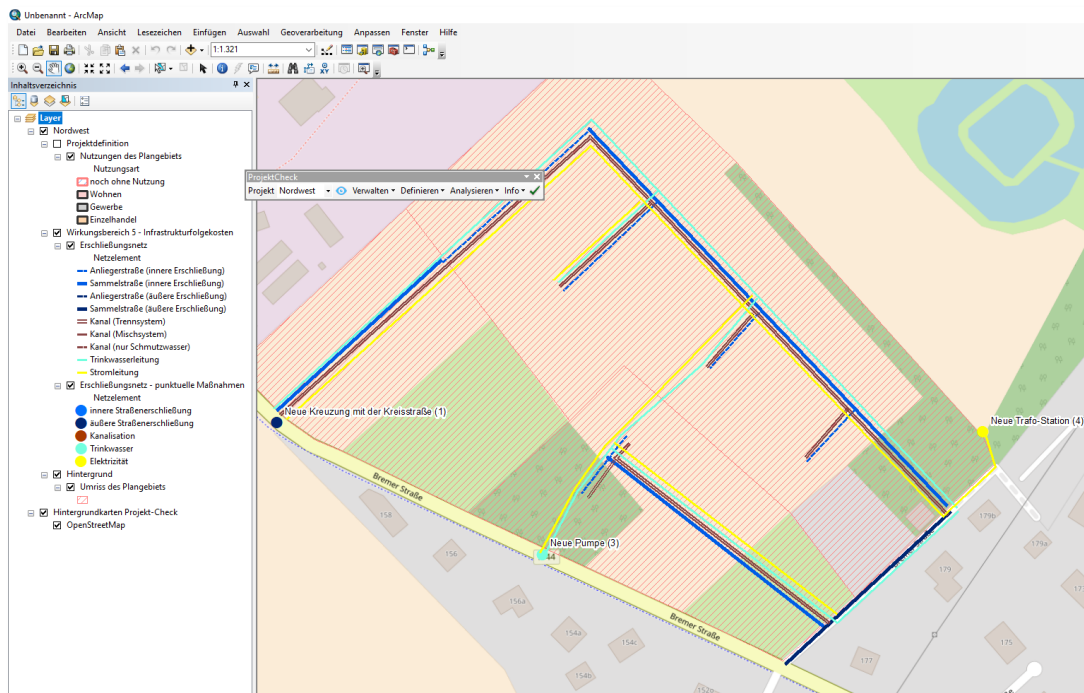 Unbenannt - ArcMap
Datei Bearbeiten Ansicht Lesezeichen Einfügen Auswahl Geoverarbeitung Anpassen Fenster Hilfe
1:1.321
Inhaltsverzeichnis
Layer
Nordwest
Projektdefinition
Nutzungen des Plangebiets
Nutzungsart
noch ohne Nutzung
Wohnen
Gewerbe
Einzelhandel
Wirkungsbereich 5 - Infrastrukturfolgekosten
Erschließungsnetz
Netzelement
Anliegerstraße (innere Erschließung)
Sammelstraße (innere Erschließung)
Anliegerstraße (äußere Erschließung)
Sammelstraße (äußere Erschließung)
Kanal (Trennsystem)
Kanal (Mischsystem)
Kanal (nur Schmutzwasser)
Trinkwasserleitung
Stromleitung
Erschließungsnetz - punktuelle Maßnahmen
Netzelement
innere Straßenerschließung
äußere Straßenerschließung
Kanalisation
Trinkwasser
Elektrizität
Hintergrund
Umriss des Plangebiets
Hintergrundkarten Projekt-Check
OpenStreetMap
ProjektCheck
Projekt Nordwest Verwalten Definieren Analysieren Info
Neue Kreuzung mit der Kreisstraße (1)
Neue Trafo-Station (4)
Bremer Straße
158
179b
179a
Neue Pumpe (3)
44
156
179
156a
Bremer Straße
154a
154c
175
177
154b